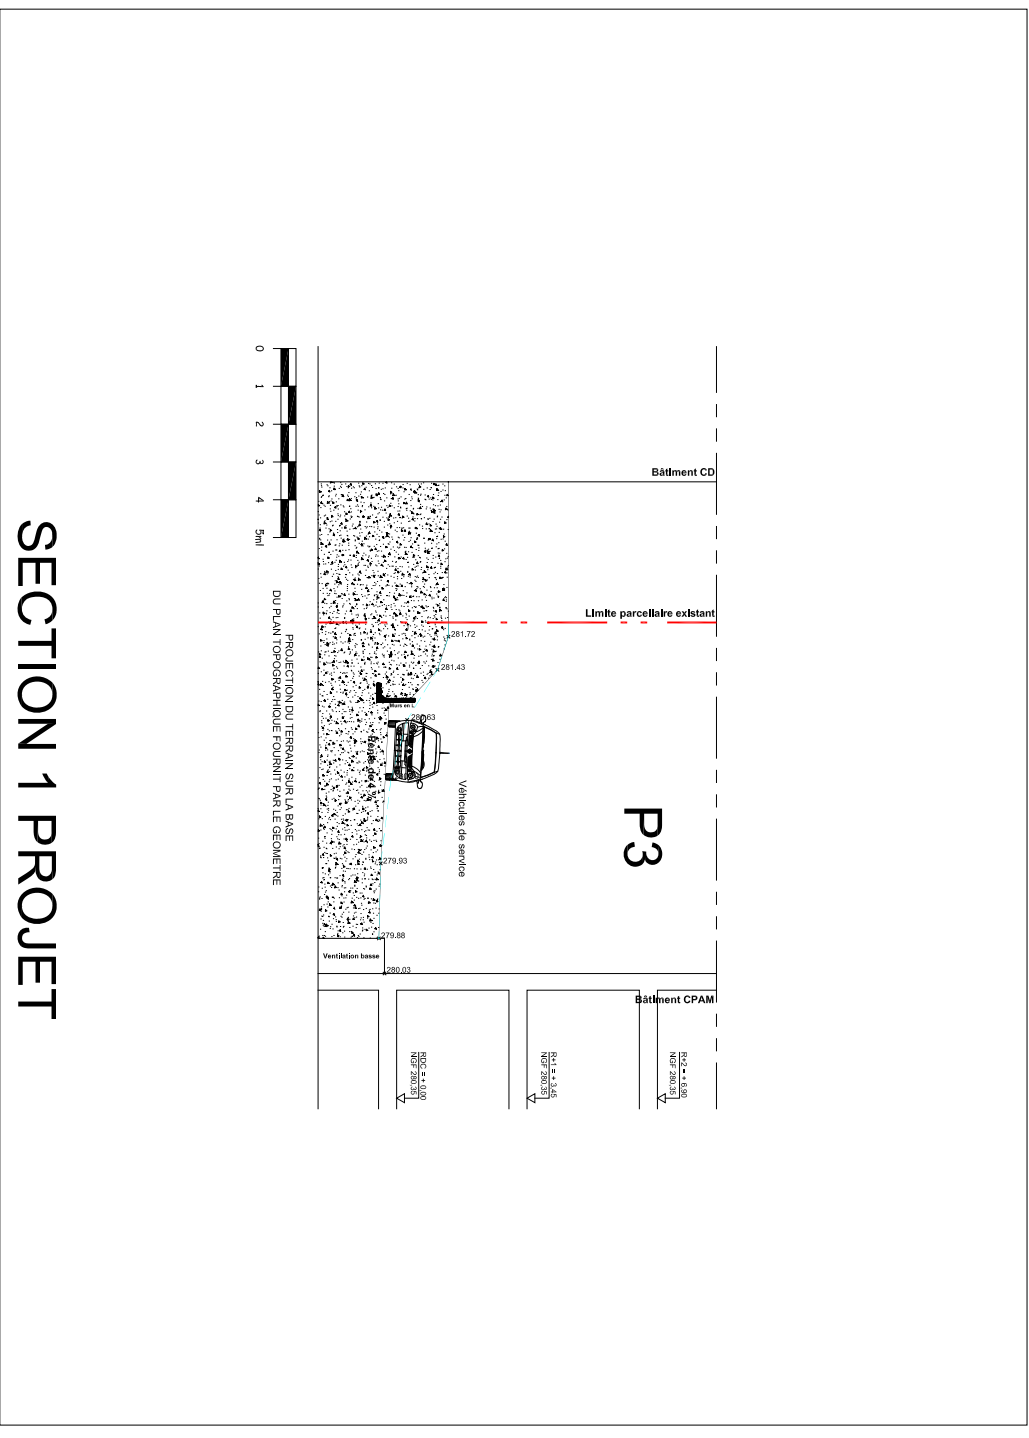 Bâtiment CD
Limite parcellaire existant
Bâtiment CPAM
P3
R+2 = + 6.90
NGF 280,35
R+1 = + 3,45
NGF 280,35
RDC = + 0,00
NGF 280,35
Véhicules de service
281.72
281.43
Murs en L
279.93
279.88
280.03
Ventilation basse
0 1 2 3 4 5ml
PROJECTION DU TERRAIN SUR LA BASE
DU PLAN TOPOGRAPHIQUE FOURNIT PAR LE GEOMETRE
SECTION 1 PROJET